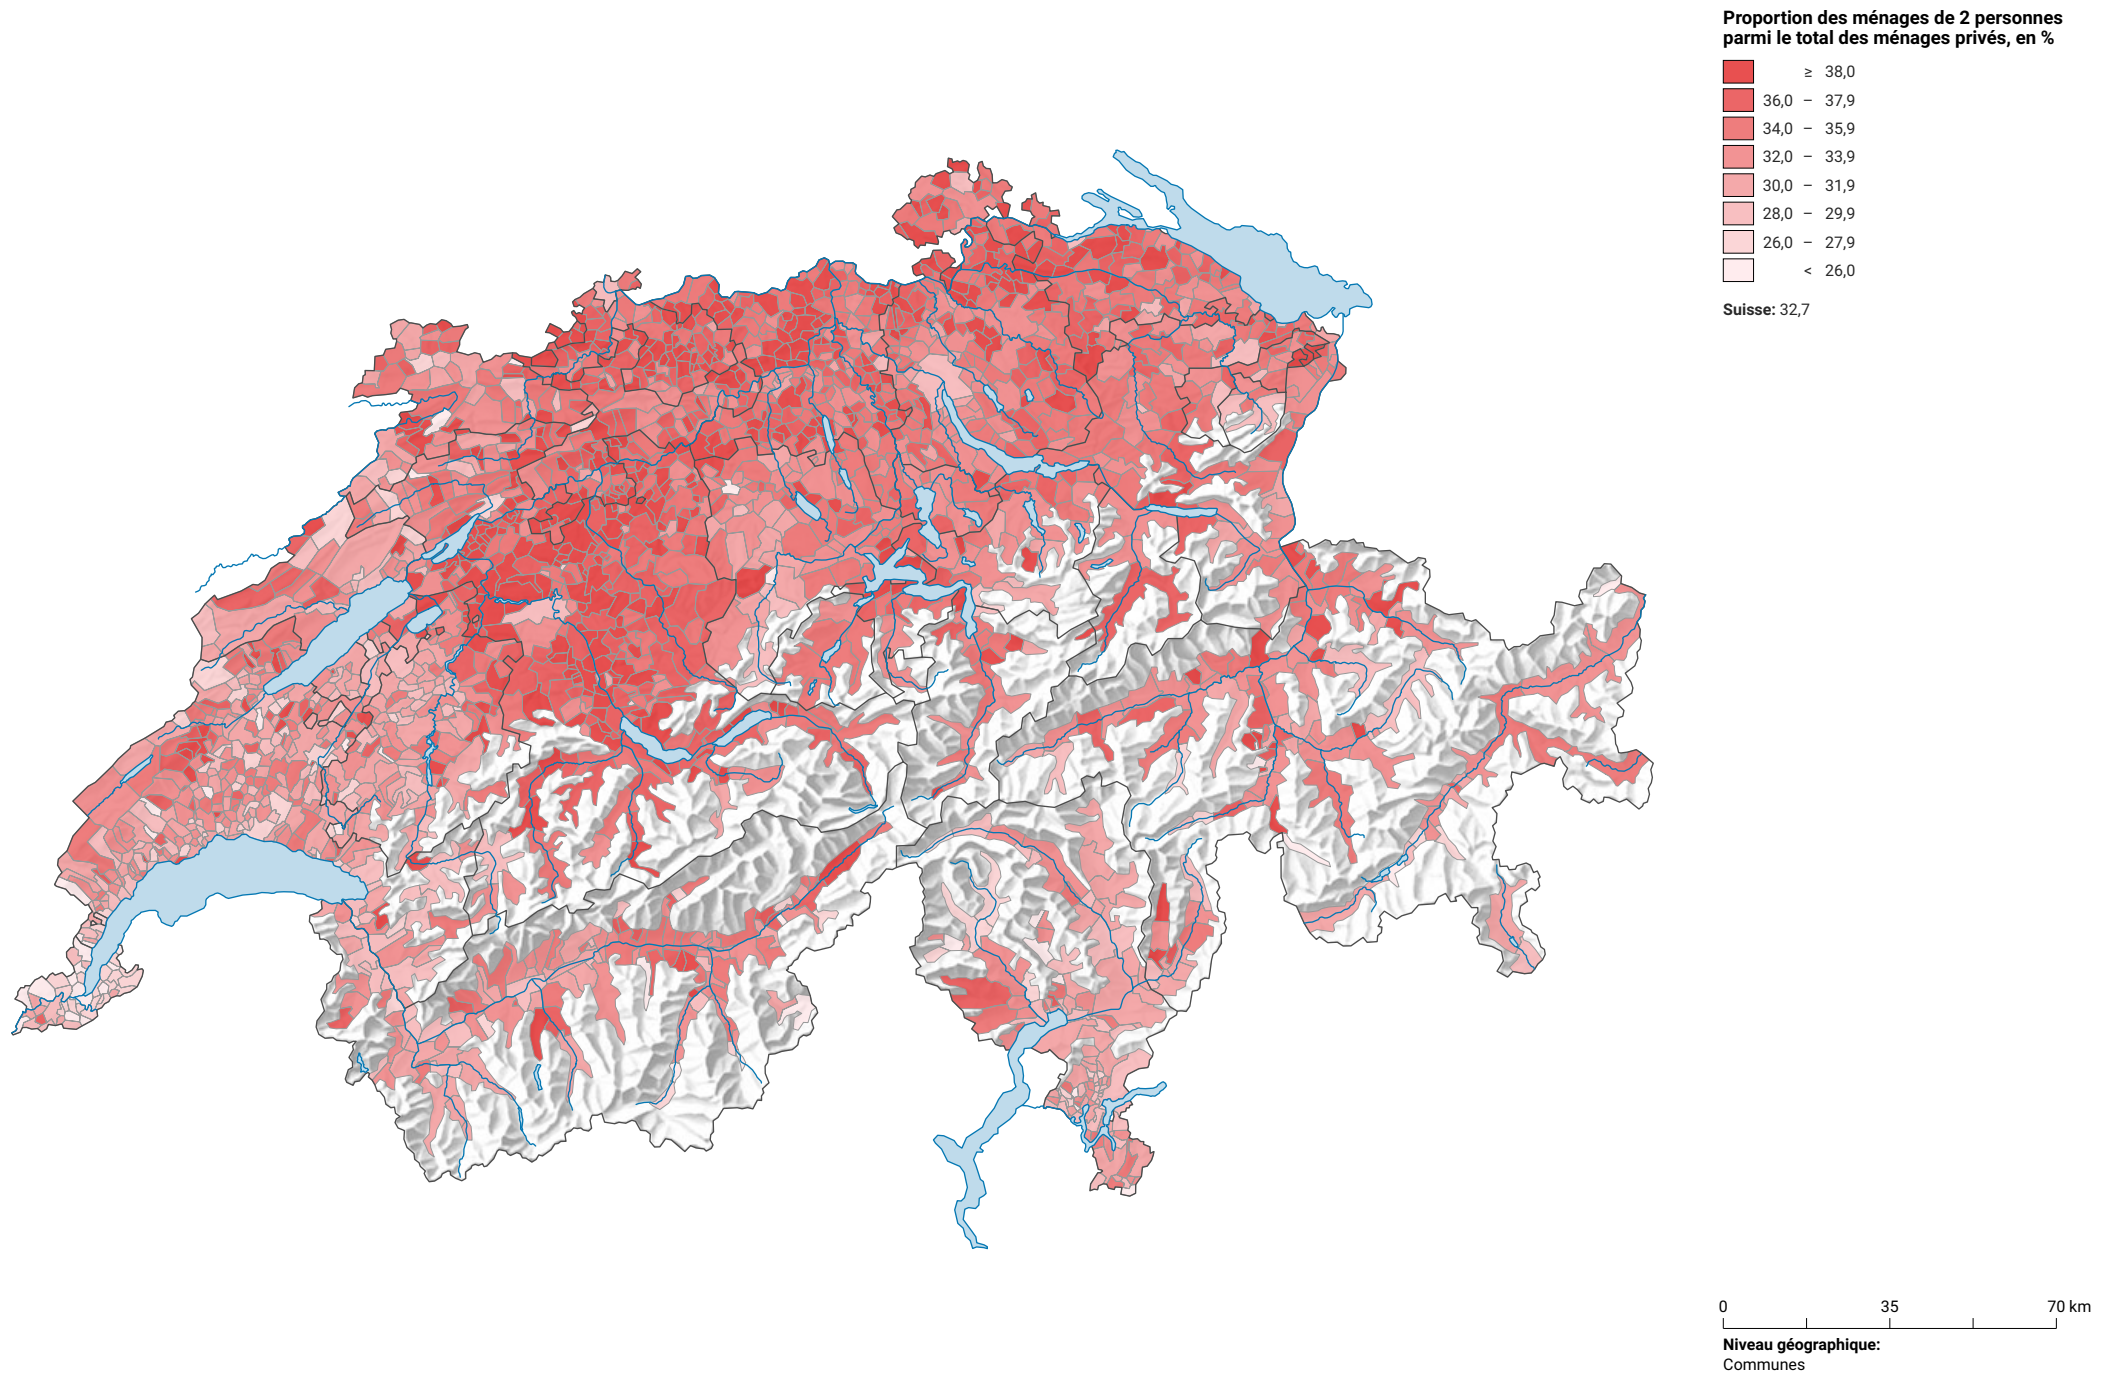 Proportion des ménages de 2 personnes
parmi le total des ménages privés, en %
≥ 38,0
36,0 – 37,9
34,0 – 35,9
32,0 – 33,9
30,0 – 31,9
28,0 – 29,9
26,0 – 27,9
< 26,0
Suisse: 32,7
0 35 70 km
Niveau géographique:
Communes